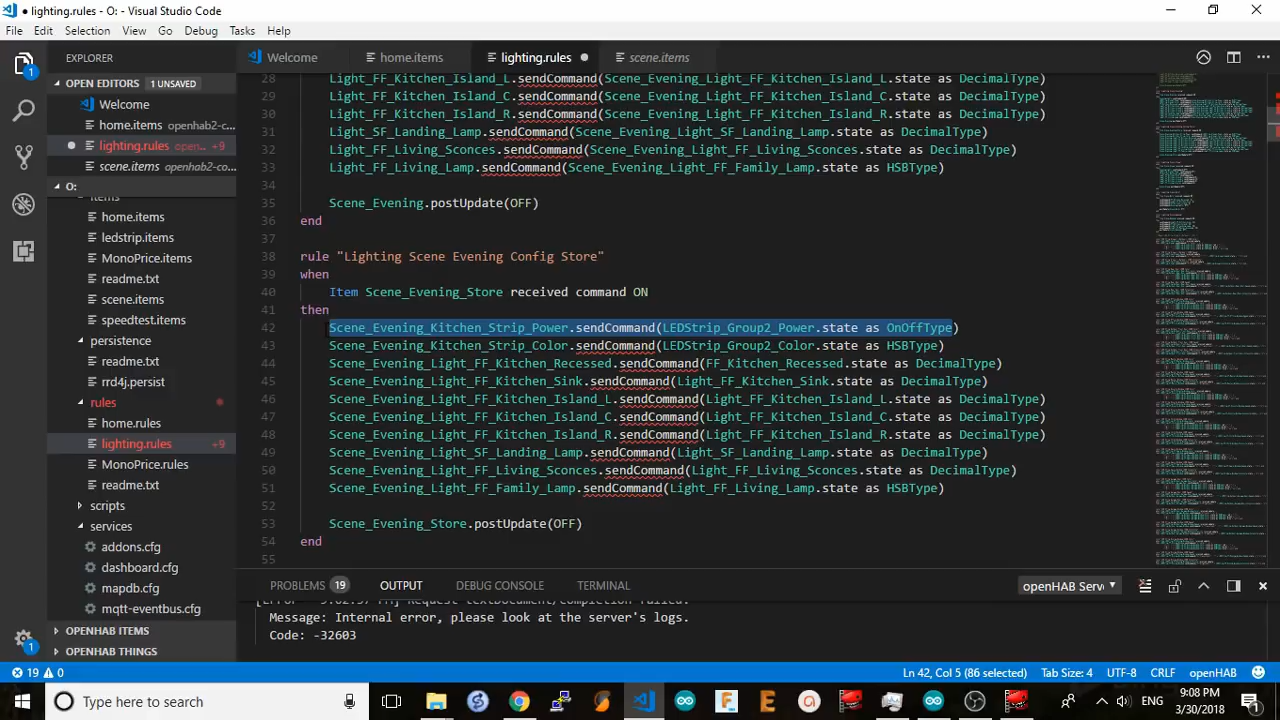 lighting.rules - O: - Visual Studio Code
File Edit Selection View Go Debug Tasks Help
EXPLORER
OPEN EDITORS 1 UNSAVED
Welcome
home.items openhab2-c...
lighting.rules open... +9
scene.items openhab2-co...
O:
items
home.items
ledstrip.items
MonoPrice.items
readme.txt
scene.items
speedtest.items
persistence
readme.txt
rrd4j.persist
rules
home.rules
lighting.rules +9
MonoPrice.rules
readme.txt
scripts
services
addons.cfg
dashboard.cfg
mapdb.cfg
mqtt-eventbus.cfg
OPENHAB ITEMS
OPENHAB THINGS
Welcome home.items lighting.rules scene.items
28 Light_FF_Kitchen_Island_L.sendCommand(Scene_Evening_Light_FF_Kitchen_Island_L.state as DecimalType)
29 Light_FF_Kitchen_Island_C.sendCommand(Scene_Evening_Light_FF_Kitchen_Island_C.state as DecimalType)
30 Light_FF_Kitchen_Island_R.sendCommand(Scene_Evening_Light_FF_Kitchen_Island_R.state as DecimalType)
31 Light_SF_Landing_Lamp.sendCommand(Scene_Evening_Light_SF_Landing_Lamp.state as DecimalType)
32 Light_FF_Living_Sconces.sendCommand(Scene_Evening_Light_FF_Living_Sconces.state as DecimalType)
33 Light_FF_Living_Lamp.sendCommand(Scene_Evening_Light_FF_Family_Lamp.state as HSBType)
34
35 Scene_Evening.postUpdate(OFF)
36 end
37
38 rule "Lighting Scene Evening Config Store"
39 when
40 Item Scene_Evening_Store received command ON
41 then
42 Scene_Evening_Kitchen_Strip_Power.sendCommand(LEDStrip_Group2_Power.state as OnOffType)
43 Scene_Evening_Kitchen_Strip_Color.sendCommand(LEDStrip_Group2_Color.state as HSBType)
44 Scene_Evening_Light_FF_Kitchen_Recessed.sendCommand(FF_Kitchen_Recessed.state as DecimalType)
45 Scene_Evening_Light_FF_Kitchen_Sink.sendCommand(Light_FF_Kitchen_Sink.state as DecimalType)
46 Scene_Evening_Light_FF_Kitchen_Island_L.sendCommand(Light_FF_Kitchen_Island_L.state as DecimalType)
47 Scene_Evening_Light_FF_Kitchen_Island_C.sendCommand(Light_FF_Kitchen_Island_C.state as DecimalType)
48 Scene_Evening_Light_FF_Kitchen_Island_R.sendCommand(Light_FF_Kitchen_Island_R.state as DecimalType)
49 Scene_Evening_Light_SF_Landing_Lamp.sendCommand(Light_SF_Landing_Lamp.state as DecimalType)
50 Scene_Evening_Light_FF_Living_Sconces.sendCommand(Light_FF_Living_Sconces.state as DecimalType)
51 Scene_Evening_Light_FF_Family_Lamp.sendCommand(Light_FF_Living_Lamp.state as HSBType)
52
53 Scene_Evening_Store.postUpdate(OFF)
54 end
55
PROBLEMS 19 OUTPUT DEBUG CONSOLE TERMINAL openHAB Serve
[Error - 9:02:57 PM] Request textDocument/completion failed.
Message: Internal error, please look at the server's logs.
Code: -32603
19 0 Ln 42, Col 5 (86 selected) Tab Size: 4 UTF-8 CRLF openHAB
Type here to search
ENG 9:08 PM
3/30/2018